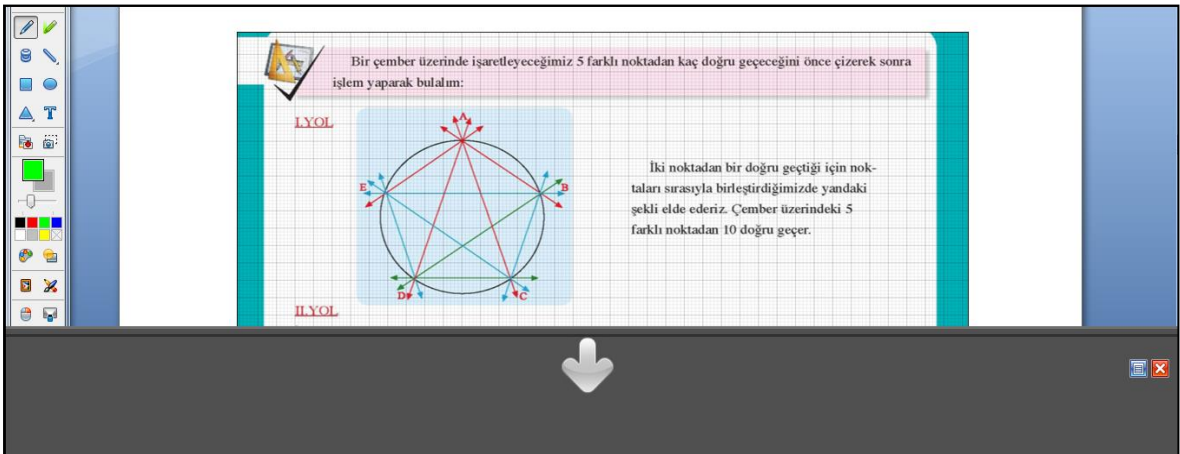 Bir çember üzerinde işaretleyeceğimiz 5 farklı noktadan kaç doğru geçeceğini önce çizerek sonra
işlem yaparak bulalım:
I.YOL
A
E
B
D
C
İki noktadan bir doğru geçtiği için nok-
taları sırasıyla birleştirdiğimizde yandaki
şekli elde ederiz. Çember üzerindeki 5
farklı noktadan 10 doğru geçer.
II.YOL
T